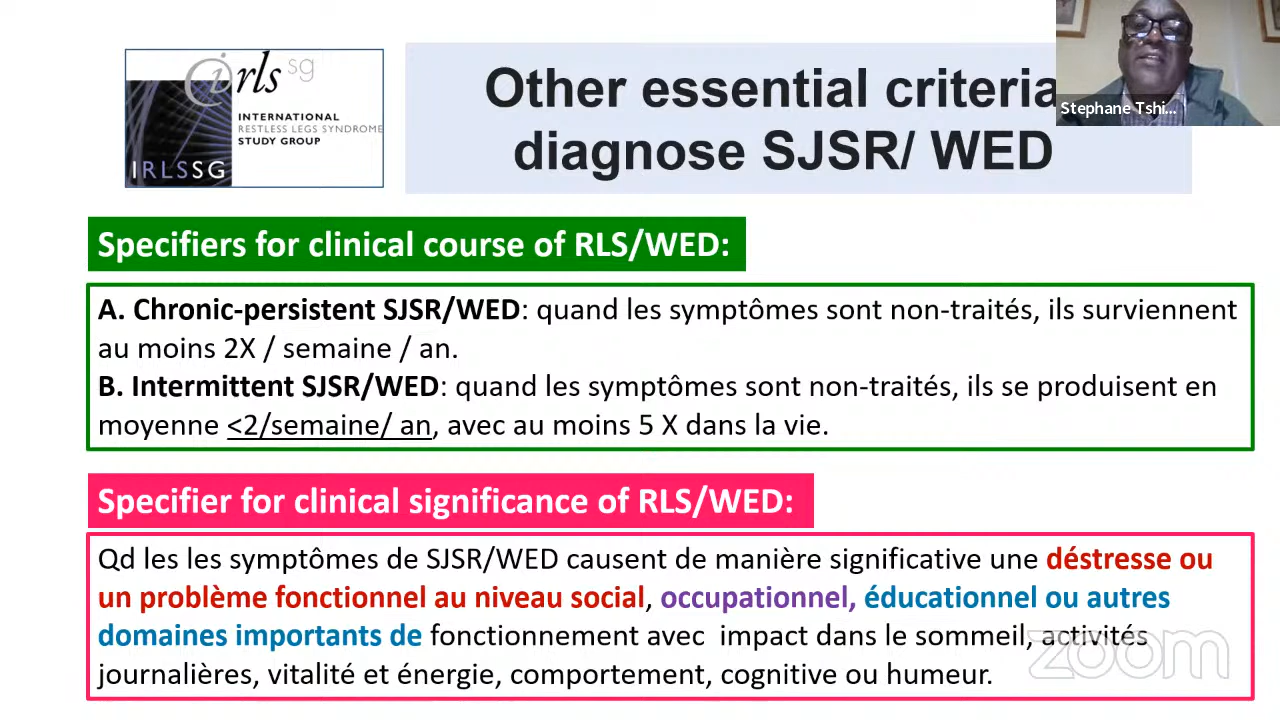 irls sg
INTERNATIONAL
RESTLESS LEGS SYNDROME
STUDY GROUP
IRLSSG
Other essential criteria
diagnose SJSR/ WED
Stephane Tshi...
Specifiers for clinical course of RLS/WED:
A. Chronic-persistent SJSR/WED: quand les symptômes sont non-traités, ils surviennent
au moins 2X / semaine / an.
B. Intermittent SJSR/WED: quand les symptômes sont non-traités, ils se produisent en
moyenne <2/semaine/ an, avec au moins 5 X dans la vie.
Specifier for clinical significance of RLS/WED:
Qd les les symptômes de SJSR/WED causent de manière significative une déstresse ou
un problème fonctionnel au niveau social, occupationnel, éducationnel ou autres
domaines importants de fonctionnement avec impact dans le sommeil, activités
journalières, vitalité et énergie, comportement, cognitive ou humeur.
zoom